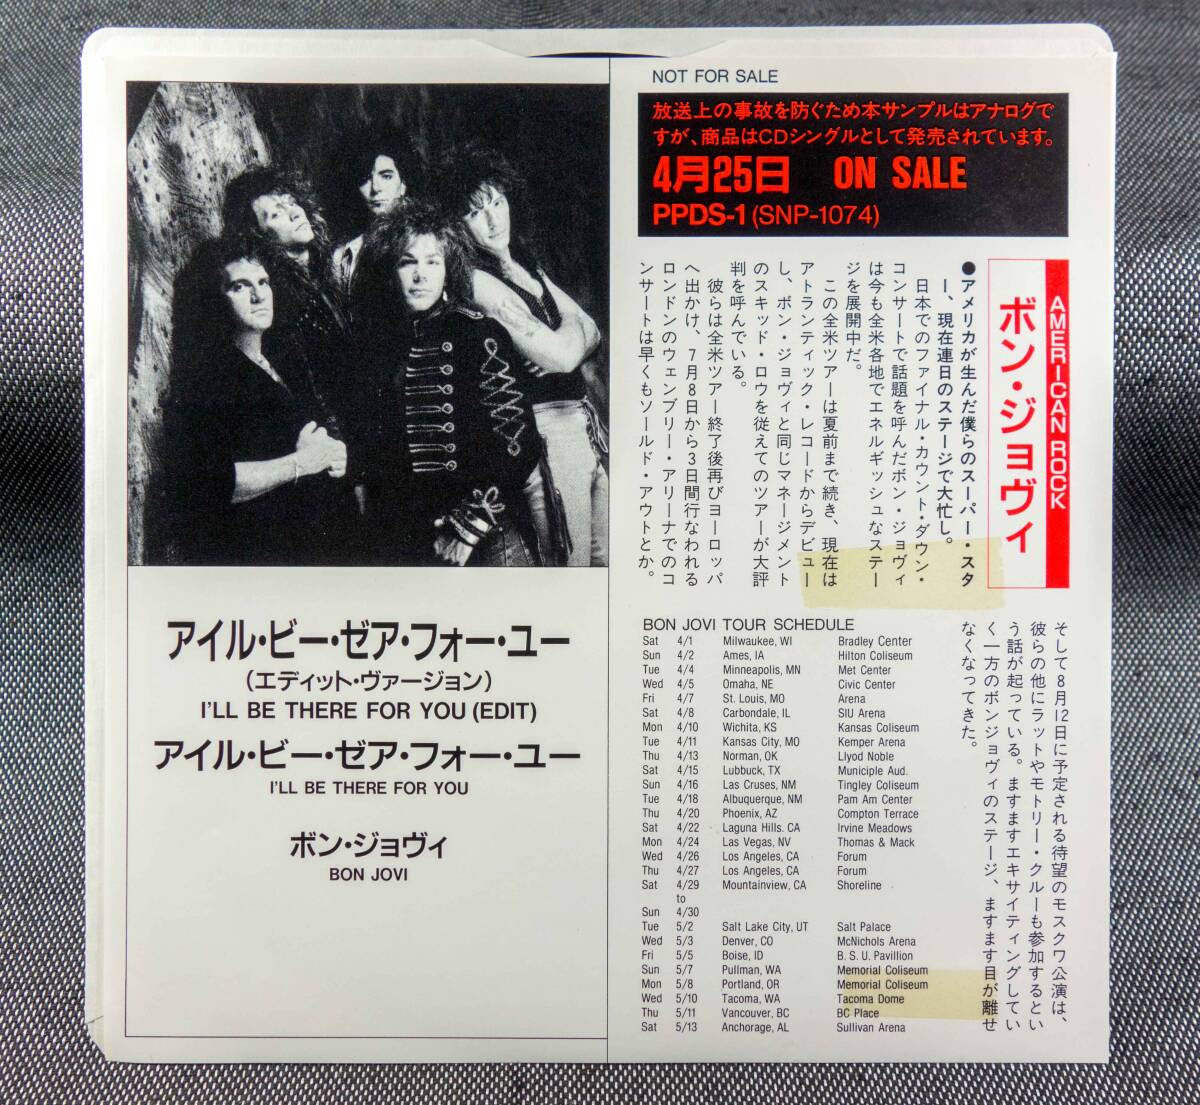 アイル・ビー・ゼア・フォー・ユー
(エディット・ヴァージョン)
I'LL BE THERE FOR YOU (EDIT)
アイル・ビー・ゼア・フォー・ユー
I'LL BE THERE FOR YOU
ボン・ジョヴィ
BON JOVI
NOT FOR SALE
放送上の事故を防ぐため本サンプルはアナログで
すが、商品はCDシングルとして発売されています。
4月25日 ON SALE
PPDS-1 (SNP-1074)
AMERICAN ROCK
ボン・ジョヴィ
●アメリカが生んだ僕らのスーパー・スタ
ー、現在連日のステージで大忙し。
日本でのファイナル・カウント・ダウン・
コンサートで話題を呼んだボン・ジョヴィ
は今も全米各地でエネルギッシュなステー
ジを展開中だ。
この全米ツアーは夏前まで続き、現在は
アトランティック・レコードからデビュー
し、ボン・ジョヴィと同じマネージメント
のスキッド・ロウを従えてのツアーが大評
判を呼んでいる。
彼らは全米ツアー終了後再びヨーロッパ
へ出かけ、7月8日から3日間行なわれる
ロンドンのウェンブリー・アリーナでのコ
ンサートは早くもソールド・アウトとか。
そして8月12日に予定される待望のモスクワ公演は、
彼らの他にラットやモトリー・クルーも参加するとい
う話が起っている。ますますエキサイティングしてい
く一方のボンジョヴィのステージ、ますます目が離せ
なくなってきた。
BON JOVI TOUR SCHEDULE
Sat 4/1 Milwaukee, WI Bradley Center
Sun 4/2 Ames, IA Hilton Coliseum
Tue 4/4 Minneapolis, MN Met Center
Wed 4/5 Omaha, NE Civic Center
Fri 4/7 St. Louis, MO Arena
Sat 4/8 Carbondale, IL SIU Arena
Mon 4/10 Wichita, KS Kansas Coliseum
Tue 4/11 Kansas City, MO Kemper Arena
Thu 4/13 Norman, OK Llyod Noble
Sat 4/15 Lubbuck, TX Municiple Aud.
Sun 4/16 Las Cruses, NM Tingley Coliseum
Tue 4/18 Albuquerque, NM Pam Am Center
Thu 4/20 Phoenix, AZ Compton Terrace
Sat 4/22 Laguna Hills. CA Irvine Meadows
Mon 4/24 Las Vegas, NV Thomas & Mack
Wed 4/26 Los Angeles, CA Forum
Thu 4/27 Los Angeles, CA Forum
Sat 4/29 Mountainview, CA Shoreline
to
Sun 4/30
Tue 5/2 Salt Lake City, UT Salt Palace
Wed 5/3 Denver, CO McNichols Arena
Fri 5/5 Boise, ID B. S. U. Pavillion
Sun 5/7 Pullman, WA Memorial Coliseum
Mon 5/8 Portland, OR Memorial Coliseum
Wed 5/10 Tacoma, WA Tacoma Dome
Thu 5/11 Vancouver, BC BC Place
Sat 5/13 Anchorage, AL Sullivan Arena